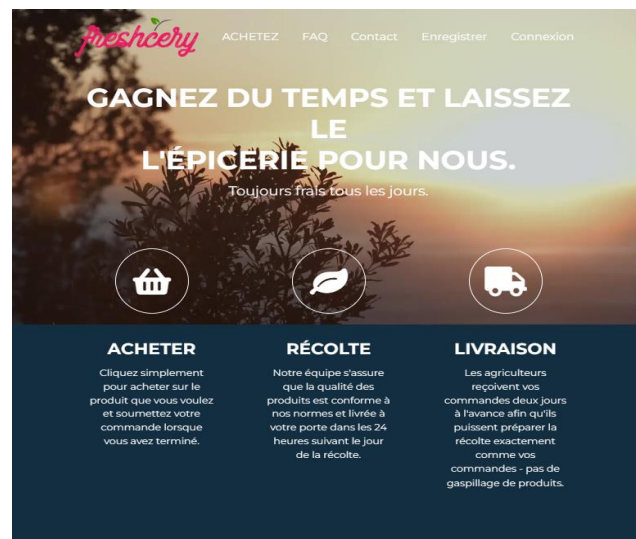 Freshcery
ACHETEZ FAQ Contact Enregistrer Connexion
GAGNEZ DU TEMPS ET LAISSEZ
LE
L'ÉPICERIE POUR NOUS.
Toujours frais tous les jours.
ACHETER
Cliquez simplement
pour acheter sur le
produit que vous voulez
et soumettez votre
commande lorsque
vous avez terminé.
RÉCOLTE
Notre équipe s'assure
que la qualité des
produits est conforme à
nos normes et livrée à
votre porte dans les 24
heures suivant le jour
de la récolte.
LIVRAISON
Les agriculteurs
reçoivent vos
commandes deux jours
à l'avance afin qu'ils
puissent préparer la
récolte exactement
comme vos
commandes - pas de
gaspillage de produits.